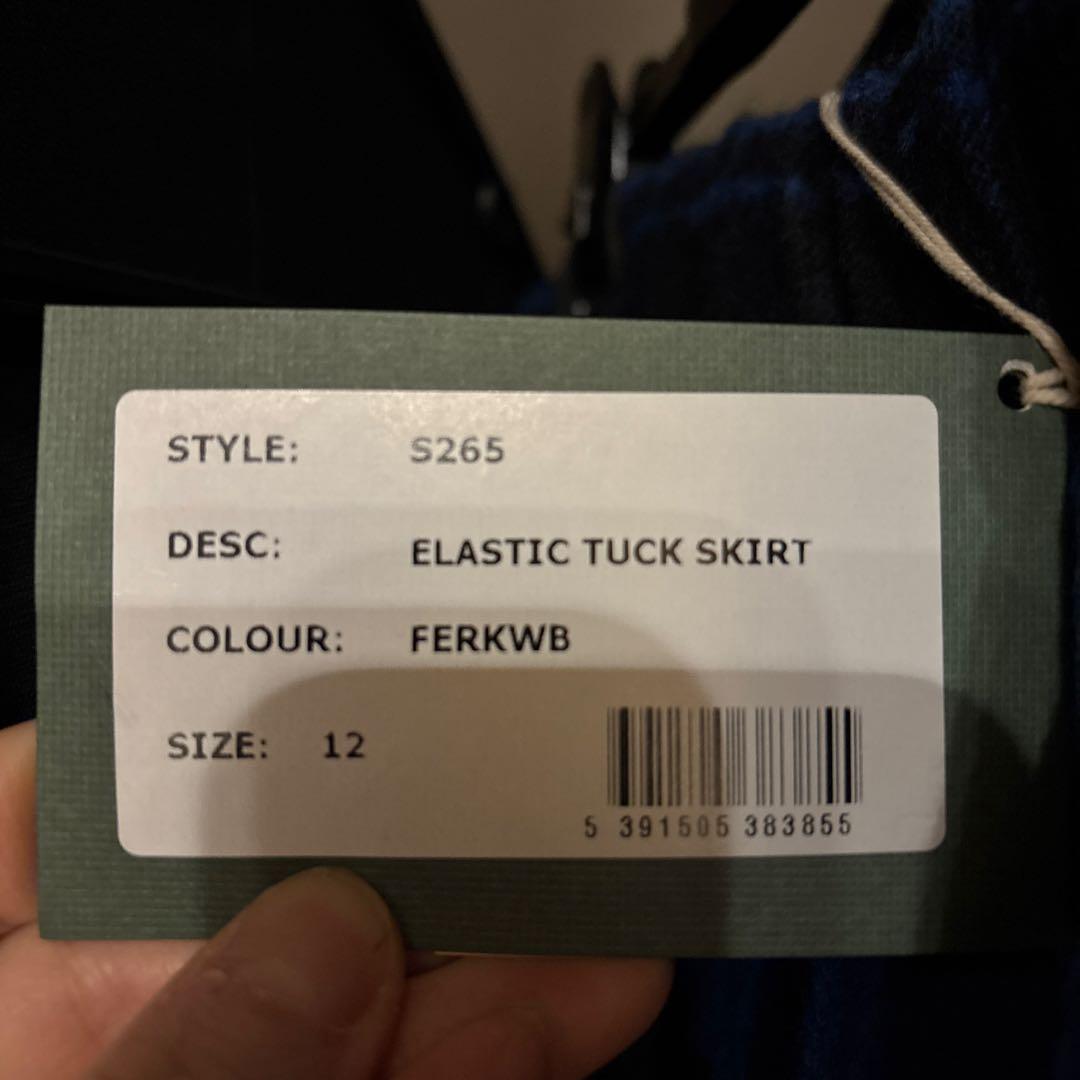 STYLE: S265
DESC: ELASTIC TUCK SKIRT
COLOUR: FERKWB
SIZE: 12
5 391505 383855